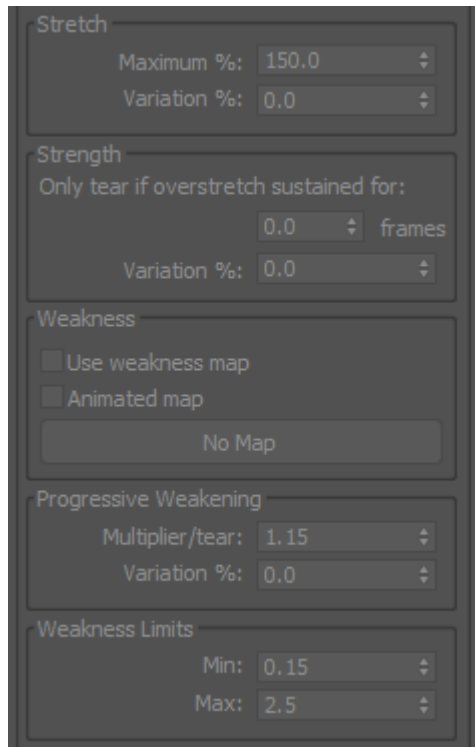 Stretch
Maximum %: 150.0
Variation %: 0.0
Strength
Only tear if overstretch sustained for:
0.0 frames
Variation %: 0.0
Weakness
Use weakness map
Animated map
No Map
Progressive Weakening
Multiplier/tear: 1.15
Variation %: 0.0
Weakness Limits
Min: 0.15
Max: 2.5